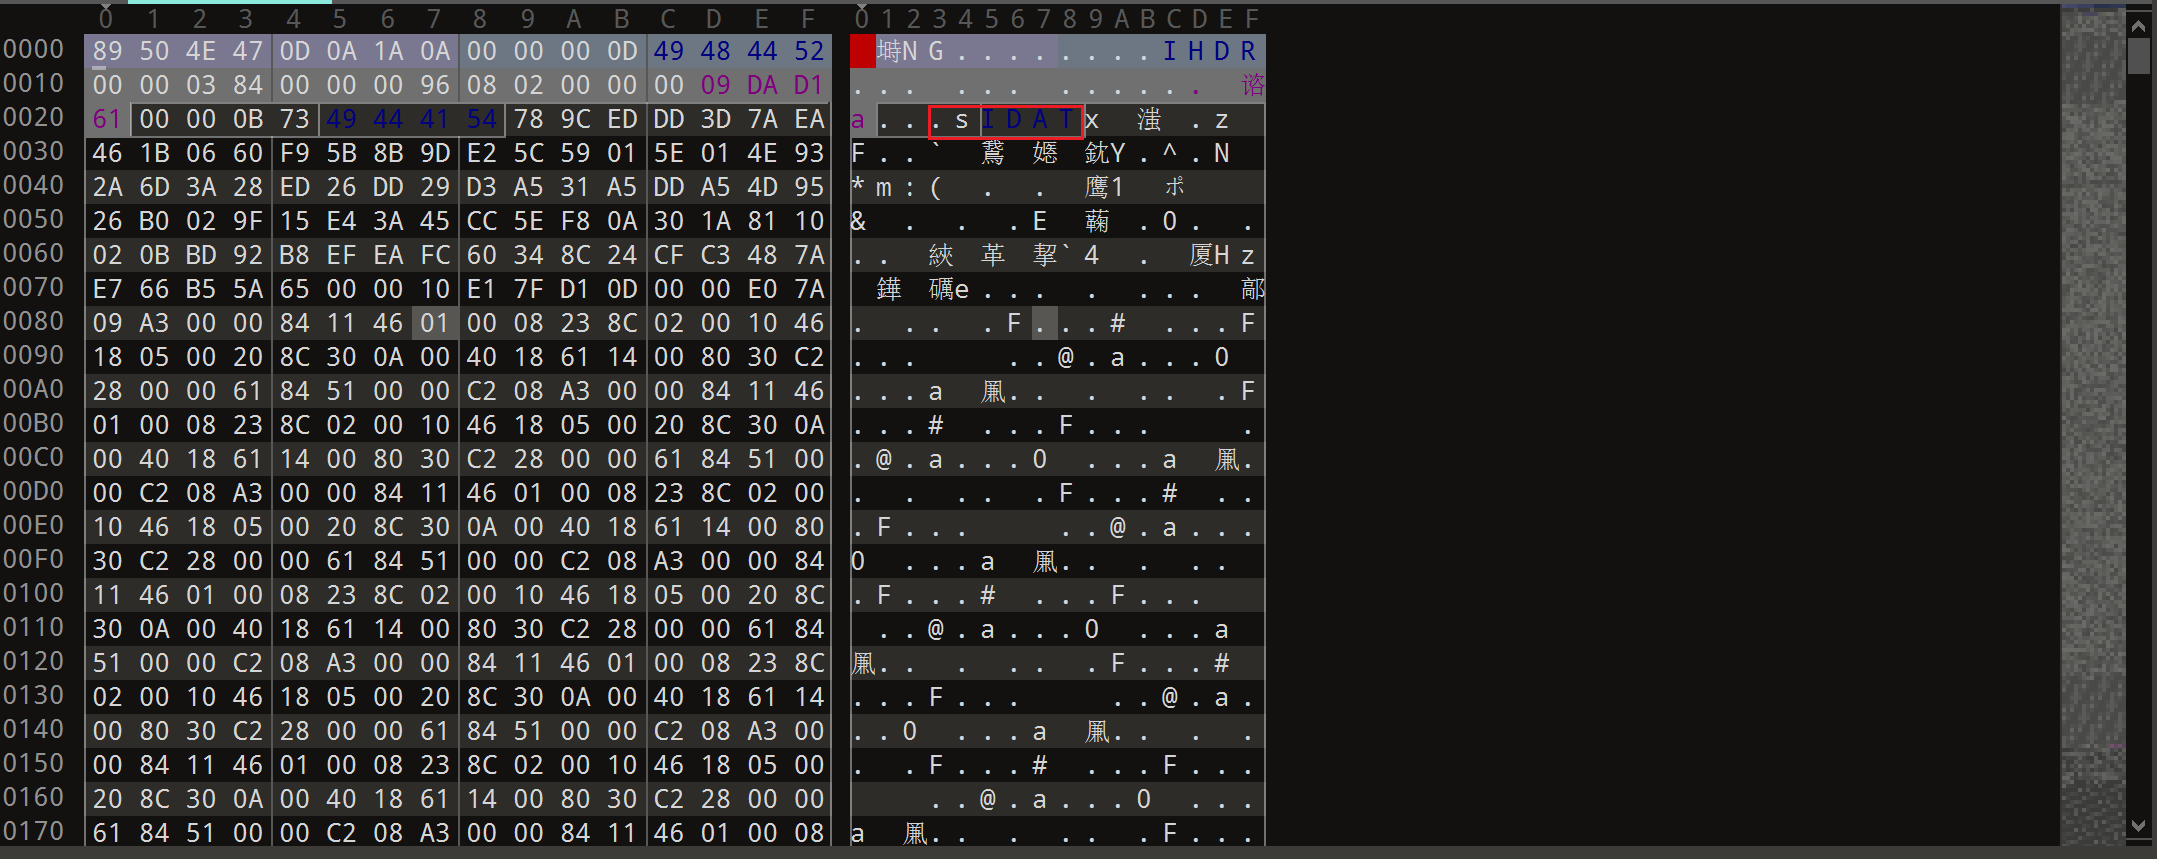 0 1 2 3 4 5 6 7 8 9 A B C D E F 0 1 2 3 4 5 6 7 8 9 A B C D E F
0000 89 50 4E 47 0D 0A 1A 0A 00 00 00 0D 49 48 44 52 塒NG........IHDR
0010 00 00 03 84 00 00 00 96 08 02 00 00 00 09 DA D1 ... ... ...... 谘
0020 61 00 00 0B 73 49 44 41 54 78 9C ED DD 3D 7A EA a...sIDATx 滍 .z
0030 46 1B 06 60 F9 5B 8B 9D E2 5C 59 01 5E 01 4E 93 F..` Y.^.N
0040 2A 6D 3A 28 ED 26 DD 29 D3 A5 31 A5 DD A5 4D 95 *m:( . . 鹰1 ポ
0050 26 B0 02 9F 15 E4 3A 45 CC 5E F8 0A 30 1A 81 10 & . . .E 蘜 .0. .
0060 02 0B BD 92 B8 EF EA FC 60 34 8C 24 CF C3 48 7A .. 綊 革 挈`4 . 厦Hz
0070 E7 66 B5 5A 65 00 00 10 E1 7F D1 0D 00 00 E0 7A 鏵 礪e... . ... 鄗
0080 09 A3 00 00 84 11 46 01 00 08 23 8C 02 00 10 46 . .. .F...# ...F
0090 18 05 00 20 8C 30 0A 00 40 18 61 14 00 80 30 C2 ... ..@.a...0
00A0 28 00 00 61 84 51 00 00 C2 08 A3 00 00 84 11 46 ...a .. . .. .F
00B0 01 00 08 23 8C 02 00 10 46 18 05 00 20 8C 30 0A ...# ...F... .
00C0 00 40 18 61 14 00 80 30 C2 28 00 00 61 84 51 00 .@.a...0 ...a .
00D0 00 C2 08 A3 00 00 84 11 46 01 00 08 23 8C 02 00 . . .. .F...# ..
00E0 10 46 18 05 00 20 8C 30 0A 00 40 18 61 14 00 80 .F... ..@.a...
00F0 30 C2 28 00 00 61 84 51 00 00 C2 08 A3 00 00 84 0 ...a .. . ..
0100 11 46 01 00 08 23 8C 02 00 10 46 18 05 00 20 8C .F...# ...F...
0110 30 0A 00 40 18 61 14 00 80 30 C2 28 00 00 61 84 ..@.a...0 ...a
0120 51 00 00 C2 08 A3 00 00 84 11 46 01 00 08 23 8C .. . .. .F...#
0130 02 00 10 46 18 05 00 20 8C 30 0A 00 40 18 61 14 ...F... ..@.a.
0140 00 80 30 C2 28 00 00 61 84 51 00 00 C2 08 A3 00 ..0 ...a .. . .
0150 00 84 11 46 01 00 08 23 8C 02 00 10 46 18 05 00 . .F...# ...F...
0160 20 8C 30 0A 00 40 18 61 14 00 80 30 C2 28 00 00 ..@.a...0 ...
0170 61 84 51 00 00 C2 08 A3 00 00 84 11 46 01 00 08 a .. . .. .F...